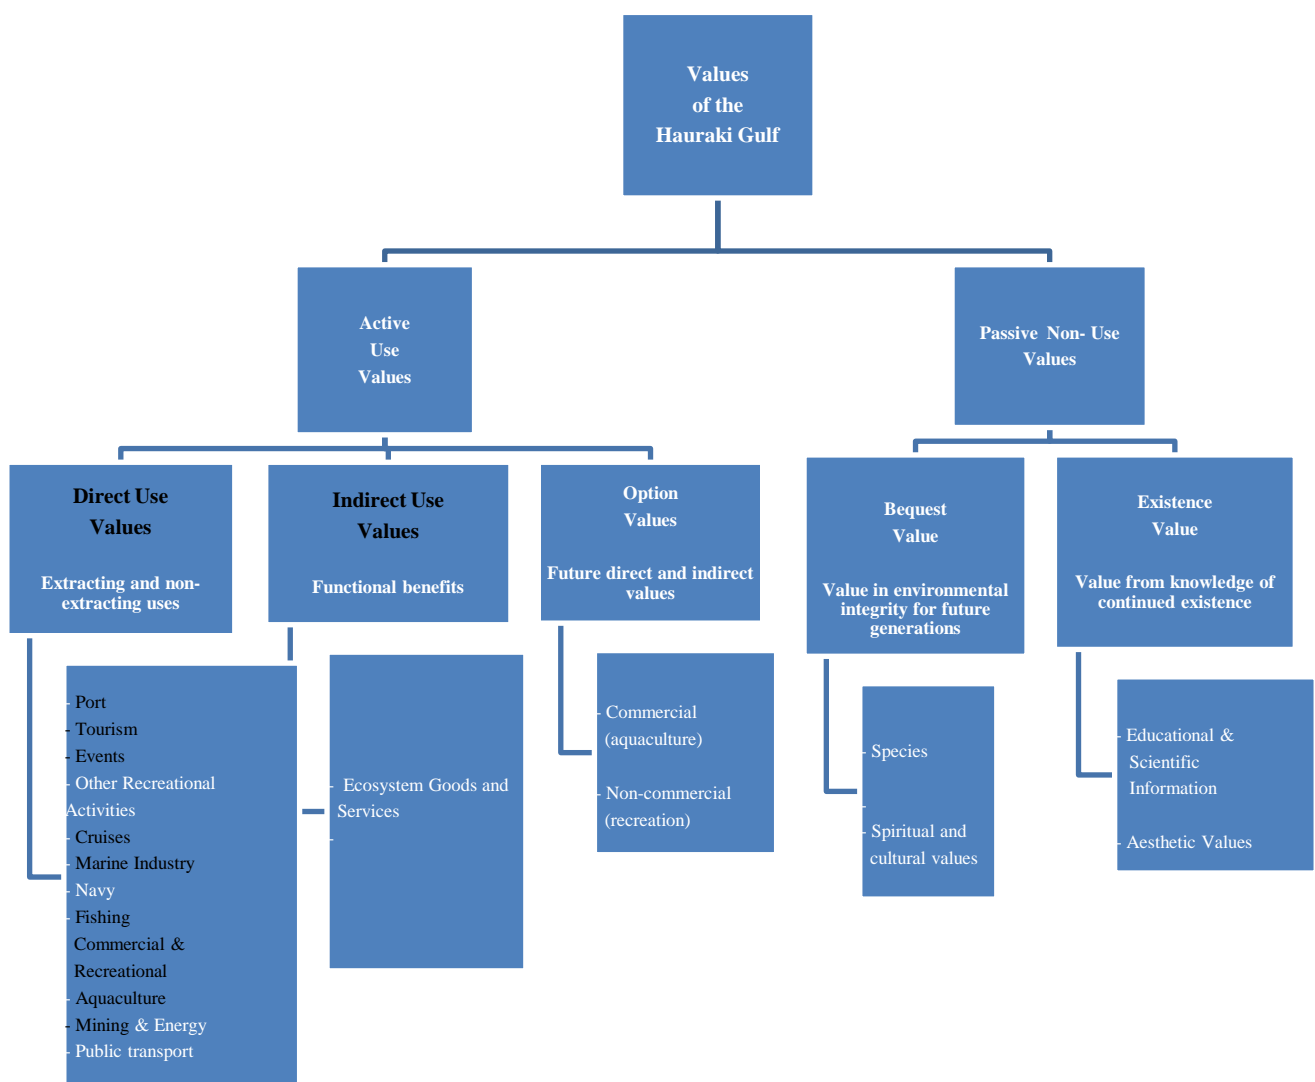 Values
of the
Hauraki Gulf
Active
Use
Values
Passive Non- Use
Values
Direct Use
Values
Extracting and non-
extracting uses
Indirect Use
Values
Functional benefits
Option
Values
Future direct and indirect
values
Bequest
Value
Value in environmental
integrity for future
generations
Existence
Value
Value from knowledge of
continued existence
- Port
- Tourism
- Events
- Other Recreational
Activities
- Cruises
- Marine Industry
- Navy
- Fishing
Commercial &
Recreational
- Aquaculture
- Mining & Energy
- Public transport
- Ecosystem Goods and
Services
-
- Commercial
(aquaculture)
- Non-commercial
(recreation)
- Species
-
- Spiritual and
cultural values
- Educational &
Scientific
Information
- Aesthetic Values